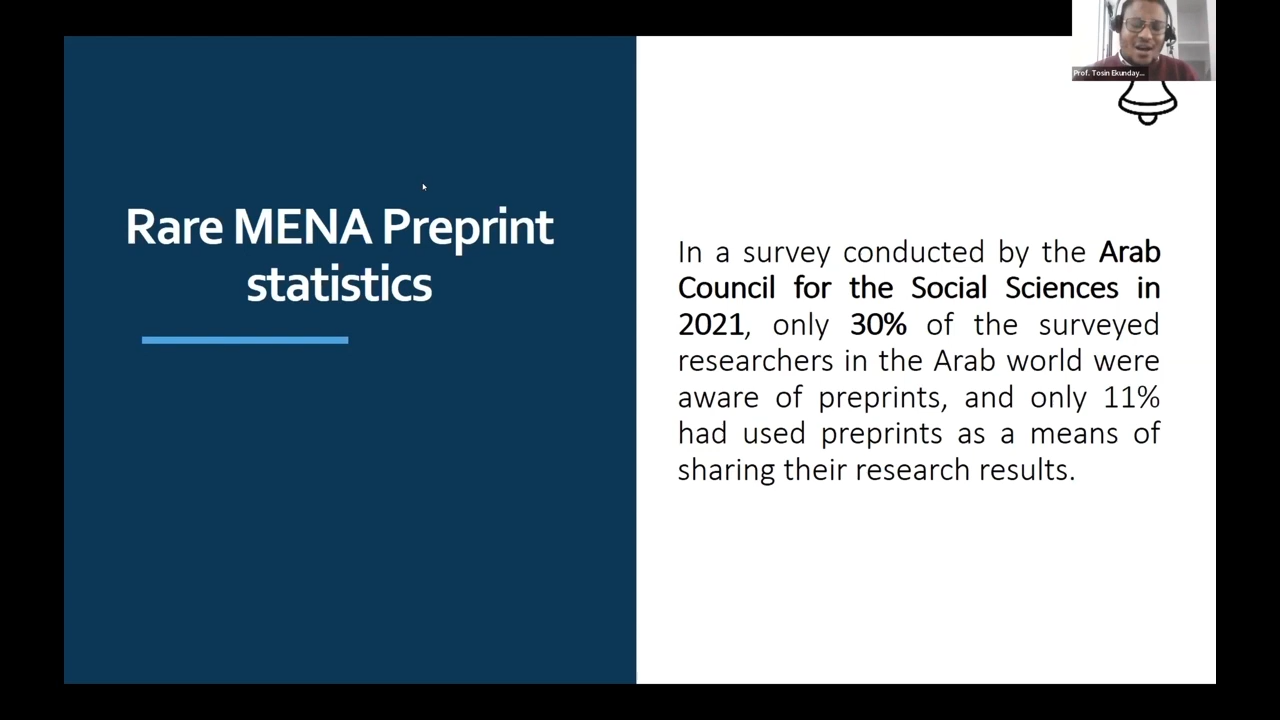 Prof. Tosin Ekunday...
Rare MENA Preprint
statistics
In a survey conducted by the Arab
Council for the Social Sciences in
2021, only 30% of the surveyed
researchers in the Arab world were
aware of preprints, and only 11%
had used preprints as a means of
sharing their research results.